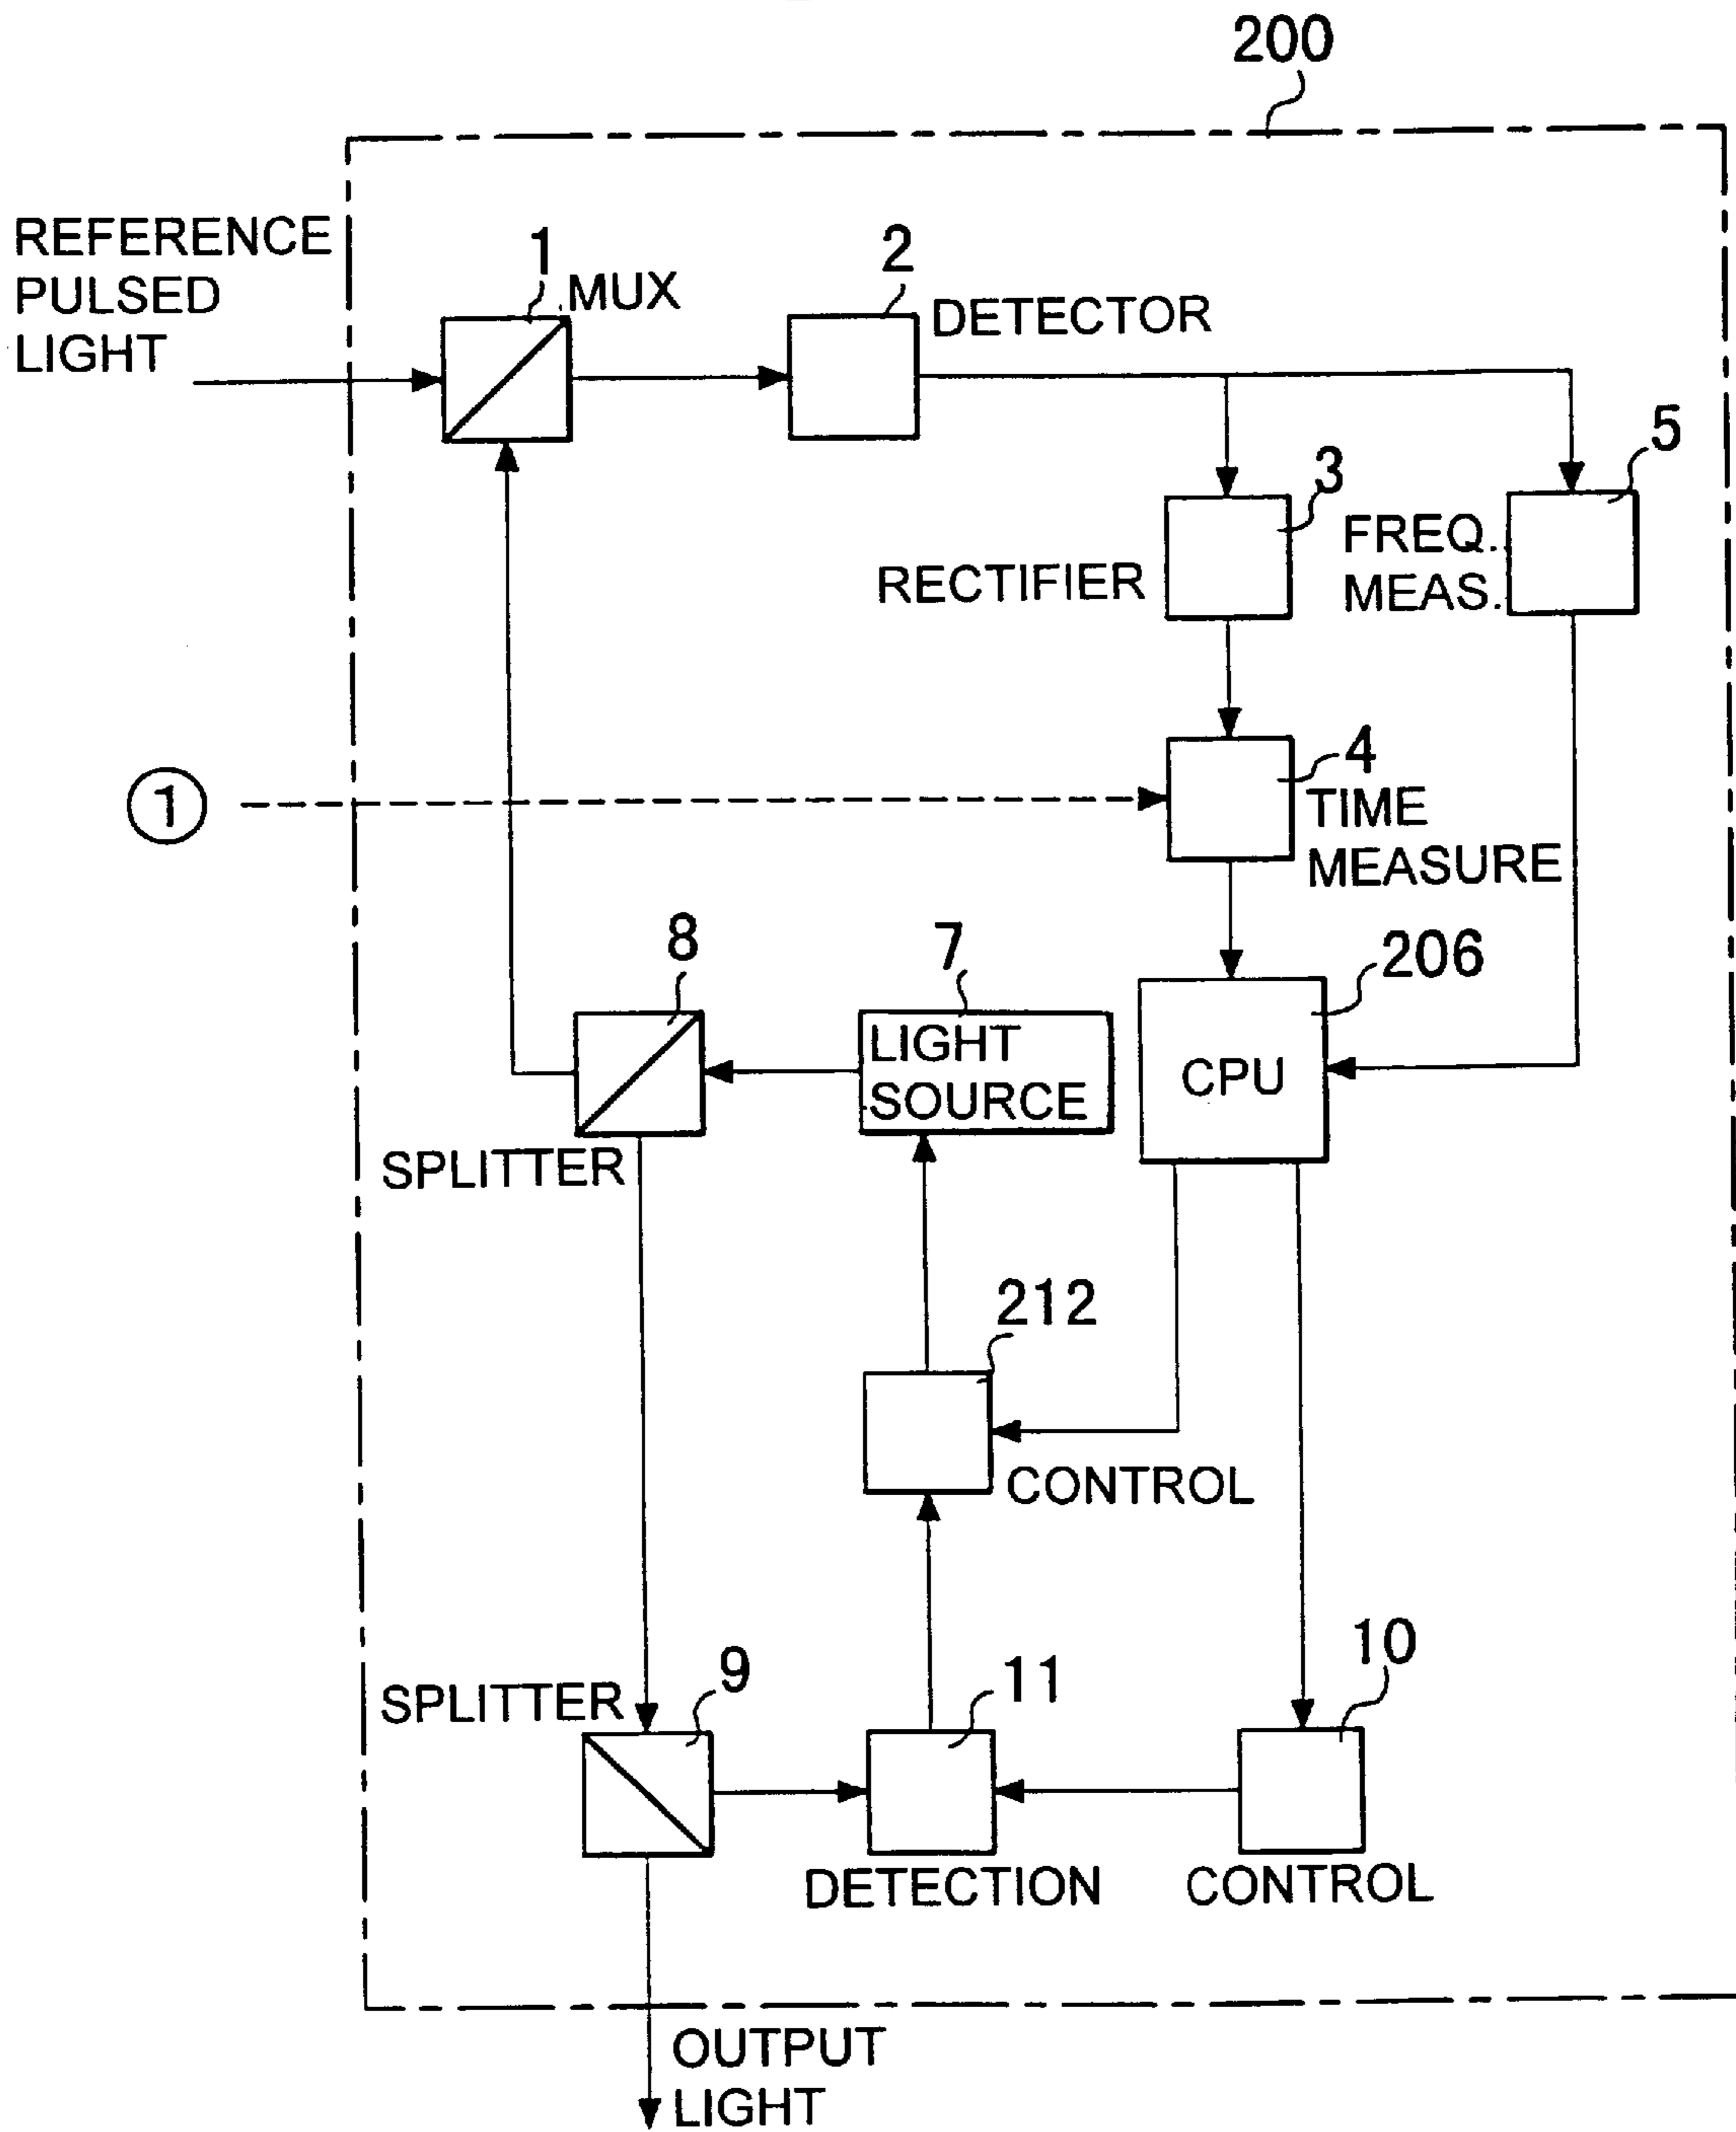 200
REFERENCE
PULSED
LIGHT
1
MUX
2
DETECTOR
3
RECTIFIER
5
FREQ.
MEAS.
1
4
TIME
MEASURE
8
SPLITTER
7
LIGHT
SOURCE
206
CPU
212
CONTROL
SPLITTER
9
11
DETECTION
10
CONTROL
OUTPUT
LIGHT